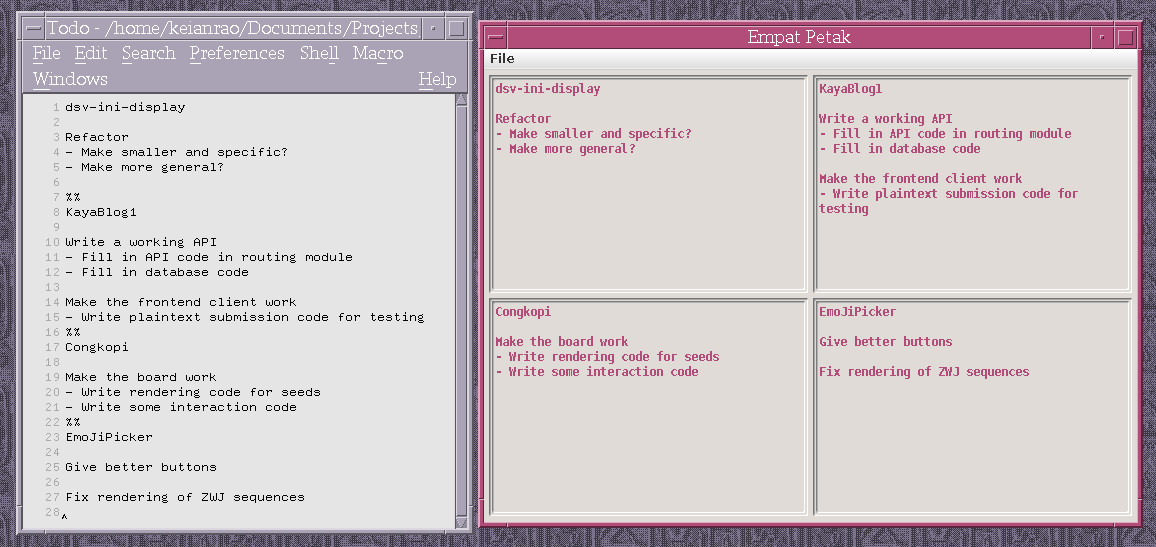 Todo - /home/keianrao/Documents/Projects
File Edit Search Preferences Shell Macro
Windows Help
1 dsv-ini-display
2
3 Refactor
4 - Make smaller and specific?
5 - Make more general?
6
7 %%
8 KayaBlog1
9
10 Write a working API
11 - Fill in API code in routing module
12 - Fill in database code
13
14 Make the frontend client work
15 - Write plaintext submission code for testing
16 %%
17 Congkopi
18
19 Make the board work
20 - Write rendering code for seeds
21 - Write some interaction code
22 %%
23 EmoJiPicker
24
25 Give better buttons
26
27 Fix rendering of ZWJ sequences
28
Empat Petak
File
dsv-ini-display
Refactor
- Make smaller and specific?
- Make more general?
KayaBlog1
Write a working API
- Fill in API code in routing module
- Fill in database code
Make the frontend client work
- Write plaintext submission code for
testing
Congkopi
Make the board work
- Write rendering code for seeds
- Write some interaction code
EmoJiPicker
Give better buttons
Fix rendering of ZWJ sequences